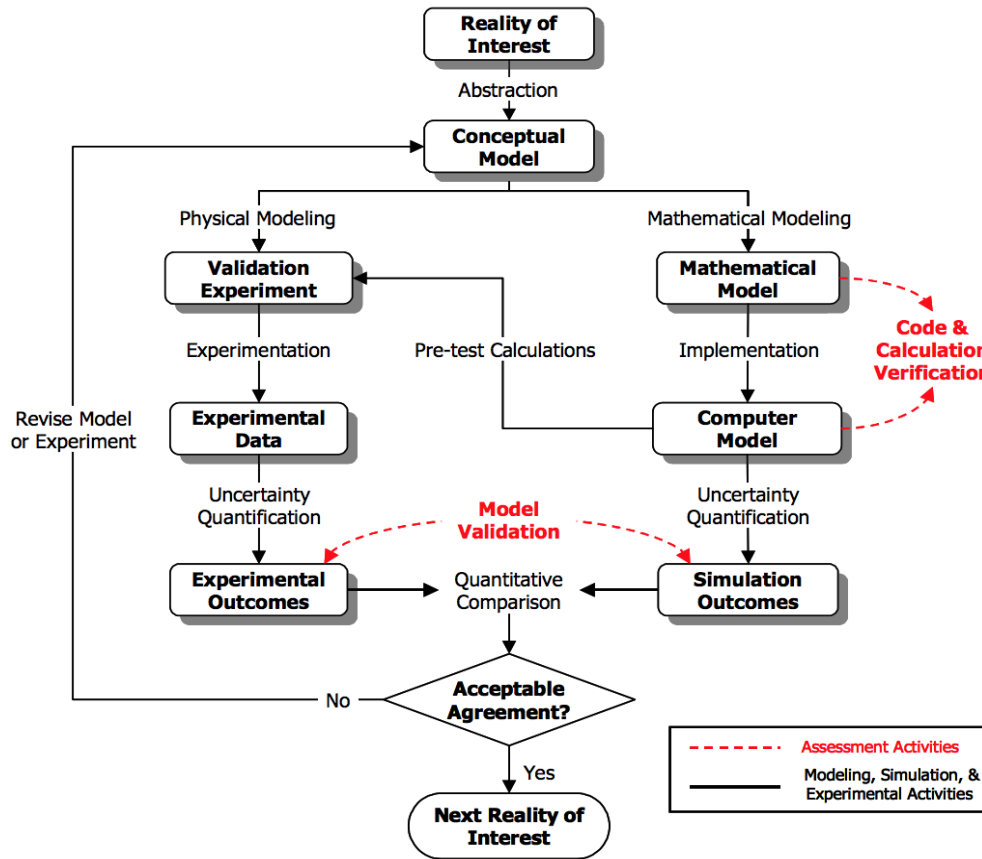 Reality of
Interest
Abstraction
Conceptual
Model
Physical Modeling
Mathematical Modeling
Validation
Experiment
Mathematical
Model
Code &
Calculation
Verification
Experimentation
Pre-test Calculations
Implementation
Revise Model
or Experiment
Experimental
Data
Computer
Model
Uncertainty
Quantification
Model
Validation
Uncertainty
Quantification
Experimental
Outcomes
Quantitative
Comparison
Simulation
Outcomes
No
Acceptable
Agreement?
Yes
Next Reality of
Interest
Assessment Activities
Modeling, Simulation, &
Experimental Activities